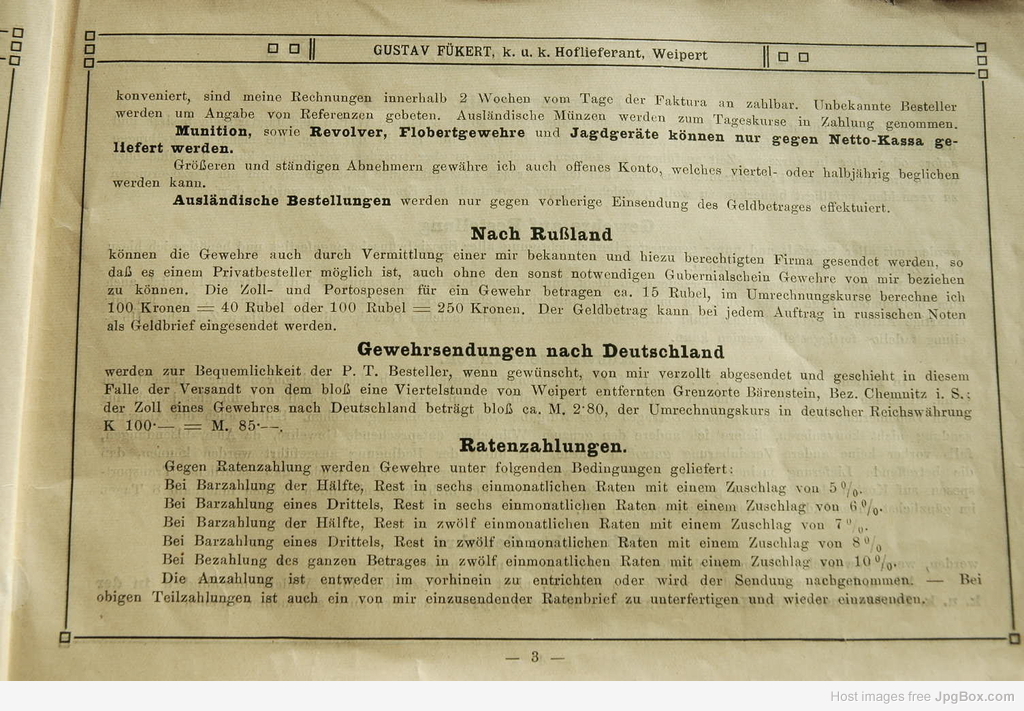 GUSTAV FÜKERT, k. u. k. Hoflieferant, Weipert
konveniert, sind meine Rechnungen innerhalb 2 Wochen vom Tage der Faktura an zahlbar. Unbekannte Besteller
werden um Angabe von Referenzen gebeten. Ausländische Münzen werden zum Tageskurse in Zahlung genommen.
Munition, sowie Revolver, Flobertgewehre und Jagdgeräte können nur gegen Netto-Kassa ge-
liefert werden.
Größeren und ständigen Abnehmern gewähre ich auch offenes Konto, welches viertel- oder halbjährig beglichen
werden kann.
Ausländische Bestellungen werden nur gegen vorherige Einsendung des Geldbetrages effektuiert.
Nach Rußland
können die Gewehre auch durch Vermittlung einer mir bekannten und hiezu berechtigten Firma gesendet werden, so
daß es einem Privatbesteller möglich ist, auch ohne den sonst notwendigen Gubernialschein Gewehre von mir beziehen
zu können. Die Zoll- und Portospesen für ein Gewehr betragen ca. 15 Rubel, im Umrechnungskurse berechne ich
100 Kronen = 40 Rubel oder 100 Rubel = 250 Kronen. Der Geldbetrag kann bei jedem Auftrag in russischen Noten
als Geldbrief eingesendet werden.
Gewehrsendungen nach Deutschland
werden zur Bequemlichkeit der P. T. Besteller, wenn gewünscht, von mir verzollt abgesendet und geschieht in diesem
Falle der Versandt von dem bloß eine Viertelstunde von Weipert entfernten Grenzorte Bärenstein, Bez. Chemnitz i. S.;
der Zoll eines Gewehres nach Deutschland beträgt bloß ca. M. 2·80, der Umrechnungskurs in deutscher Reichswährung
K 100·— = M. 85·—.
Ratenzahlungen.
Gegen Ratenzahlung werden Gewehre unter folgenden Bedingungen geliefert:
Bei Barzahlung der Hälfte, Rest in sechs einmonatlichen Raten mit einem Zuschlag von 5%.
Bei Barzahlung eines Drittels, Rest in sechs einmonatlichen Raten mit einem Zuschlag von 6%.
Bei Barzahlung der Hälfte, Rest in zwölf einmonatlichen Raten mit einem Zuschlag von 7%.
Bei Barzahlung eines Drittels, Rest in zwölf einmonatlichen Raten mit einem Zuschlag von 8%
Bei Bezahlung des ganzen Betrages in zwölf einmonatlichen Raten mit einem Zuschlag von 10%.
Die Anzahlung ist entweder im vorhinein zu entrichten oder wird der Sendung nachgenommen. — Bei
obigen Teilzahlungen ist auch ein von mir einzusendender Ratenbrief zu unterfertigen und wieder einzusenden.
— 3 —
Host images free JpgBox.com